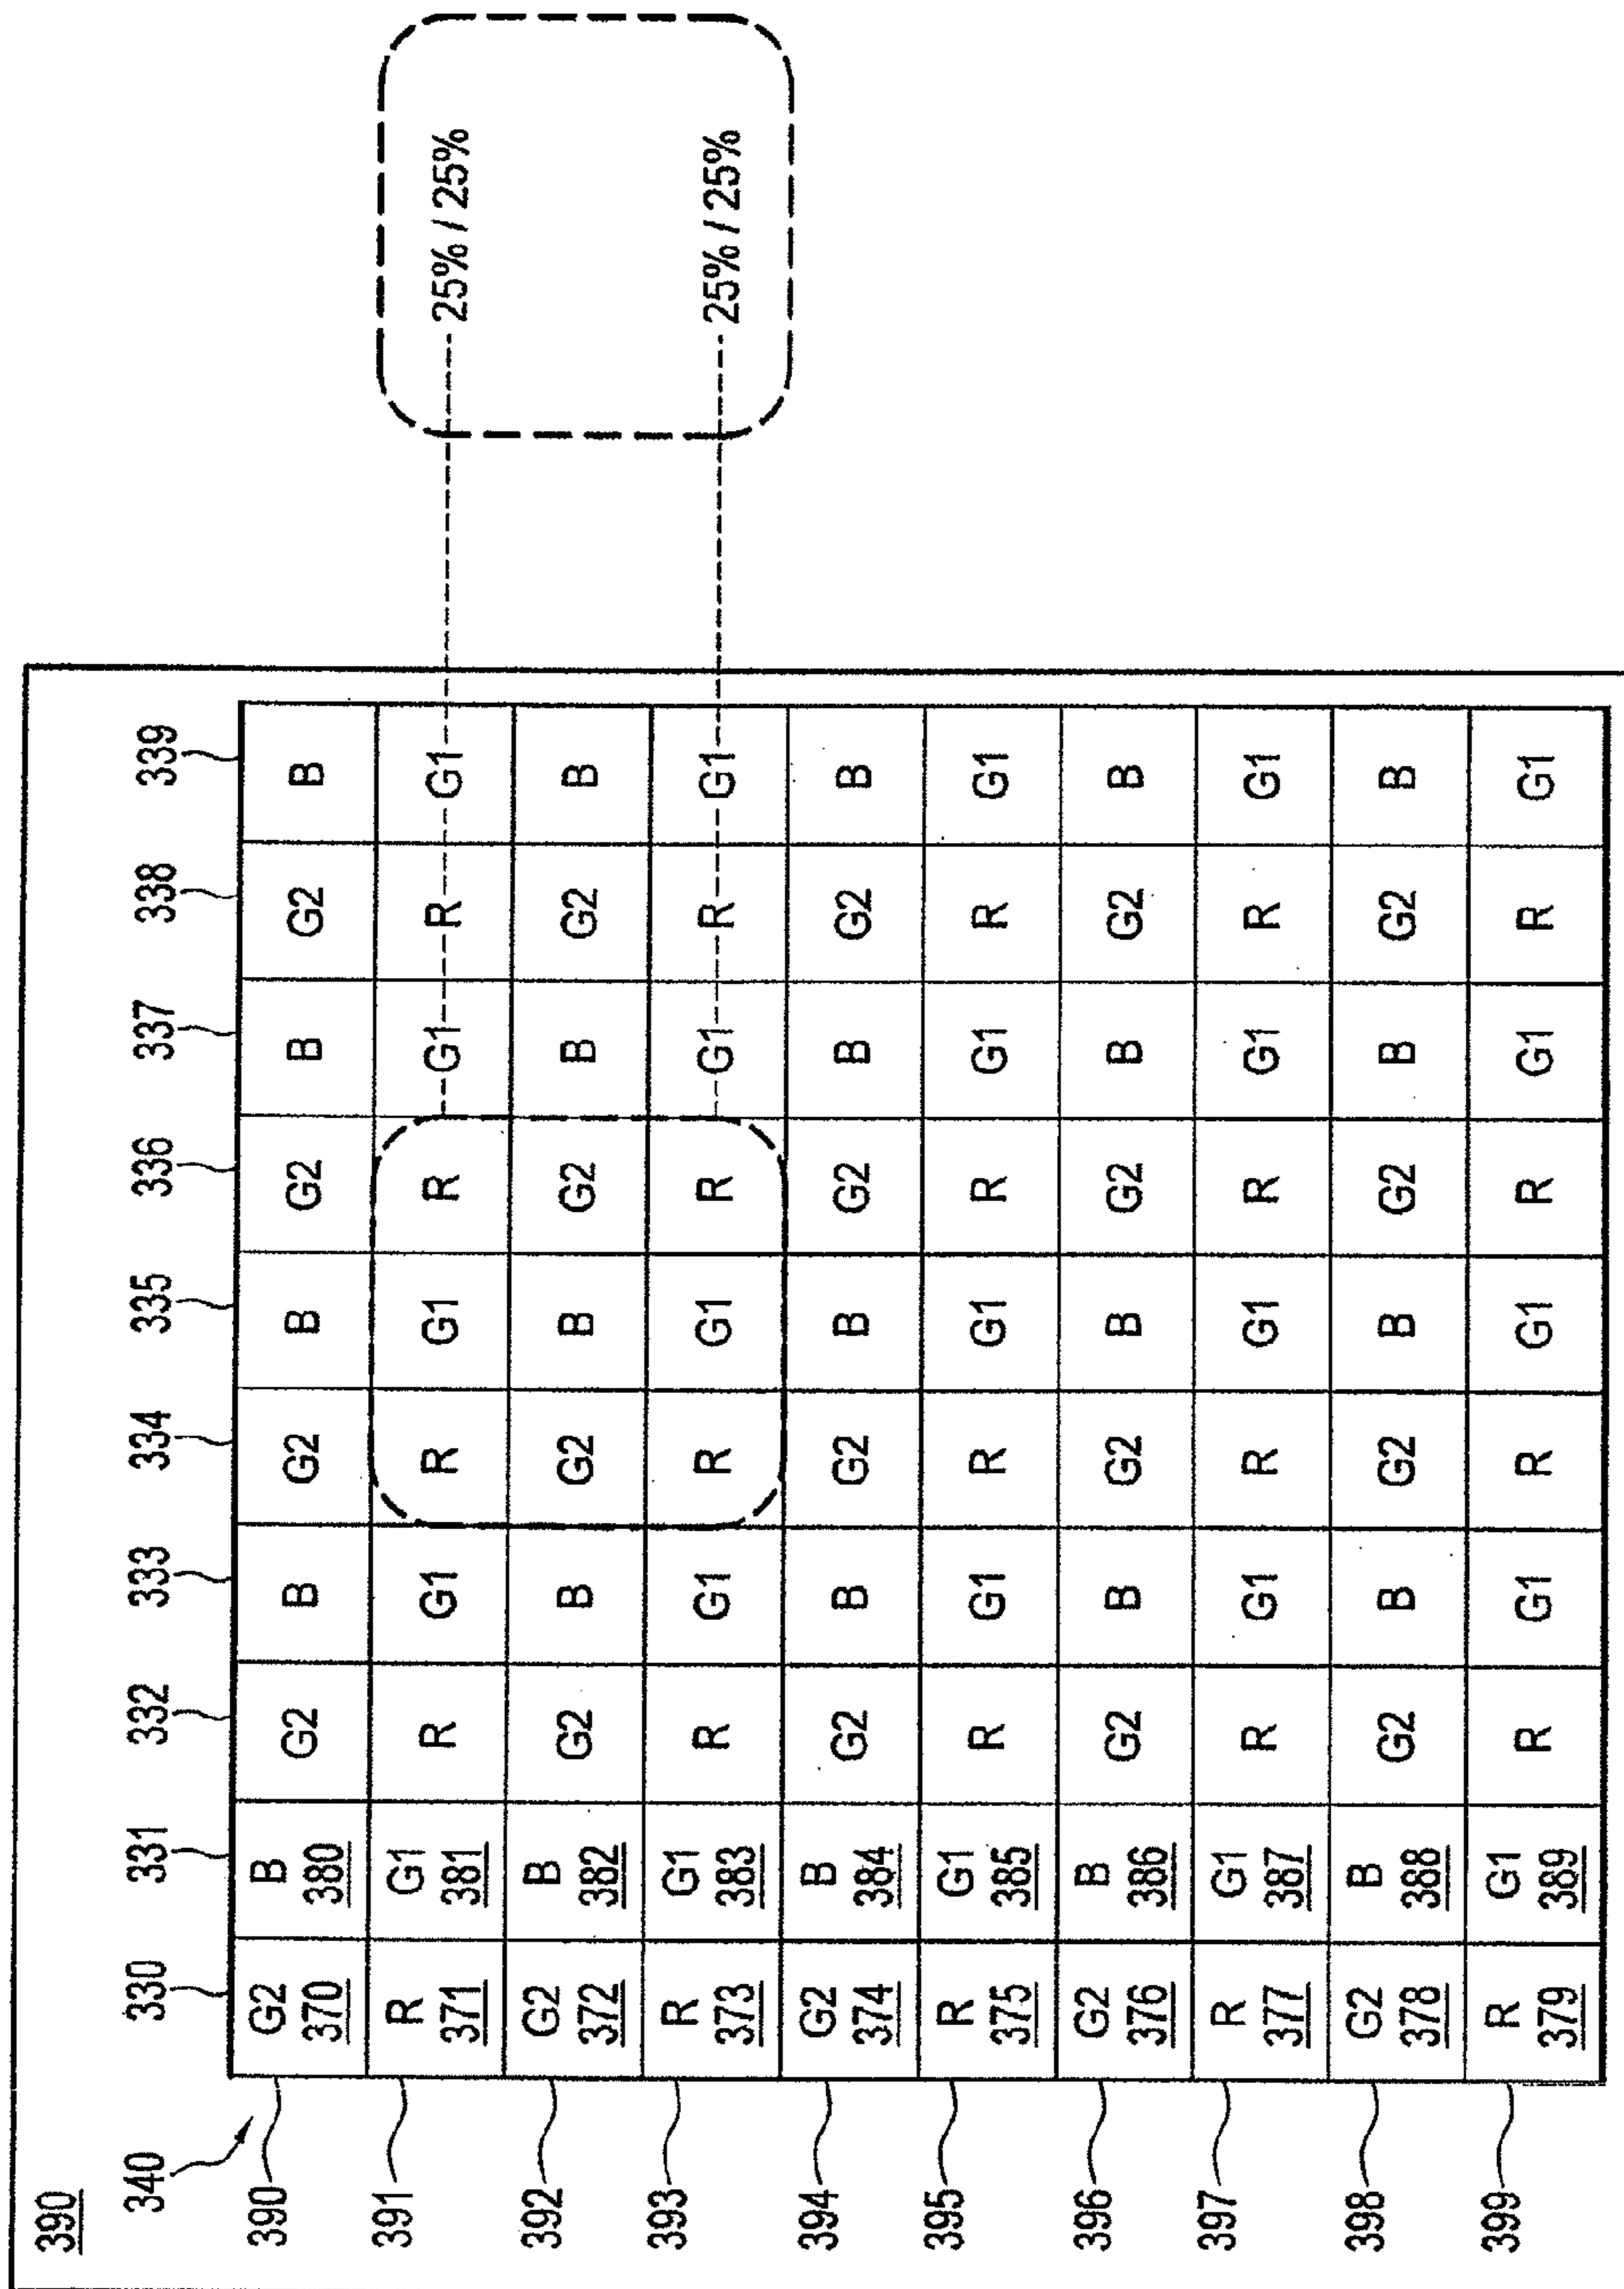 390
340 330 331 332 333 334 335 336 337 338 339
390 G2 B G2 B G2 B G2 B G2 B
370 380
391 R G1 R G1 R G1 R G1 R G1 25% / 25%
371 381
392 G2 B G2 B G2 B G2 B G2 B
372 382
393 R G1 R G1 R G1 R G1 R G1 25% / 25%
373 383
394 G2 B G2 B G2 B G2 B G2 B
374 384
395 R G1 R G1 R G1 R G1 R G1
375 385
396 G2 B G2 B G2 B G2 B G2 B
376 386
397 R G1 R G1 R G1 R G1 R G1
377 387
398 G2 B G2 B G2 B G2 B G2 B
378 388
399 R G1 R G1 R G1 R G1 R G1
379 389